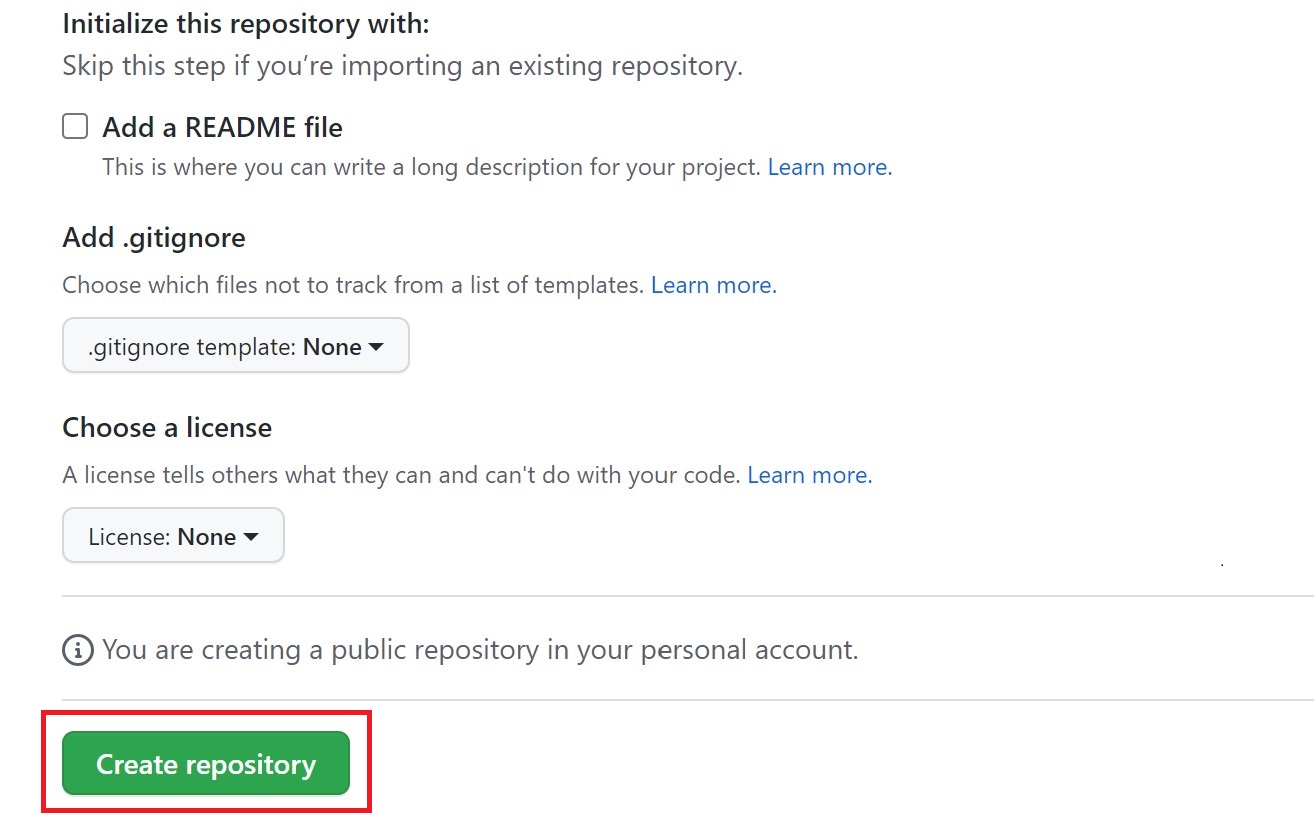 Initialize this repository with:
Skip this step if you’re importing an existing repository.
Add a README file
This is where you can write a long description for your project. Learn more.
Add .gitignore
Choose which files not to track from a list of templates. Learn more.
.gitignore template: None
Choose a license
A license tells others what they can and can't do with your code. Learn more.
License: None
You are creating a public repository in your personal account.
Create repository